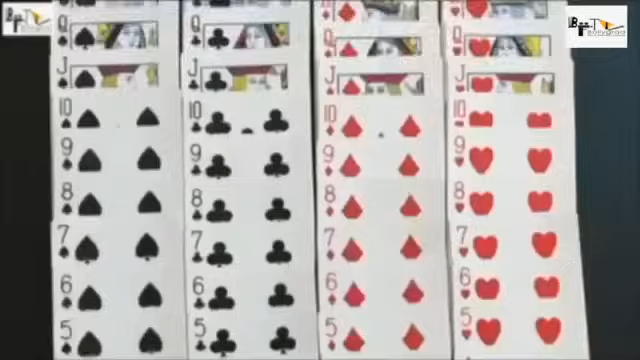 Q Q Q Q
J J J J
10 10 10 10
9 9 9 9
8 8 8 8
7 7 7 7
6 6 6 6
5 5 5 5